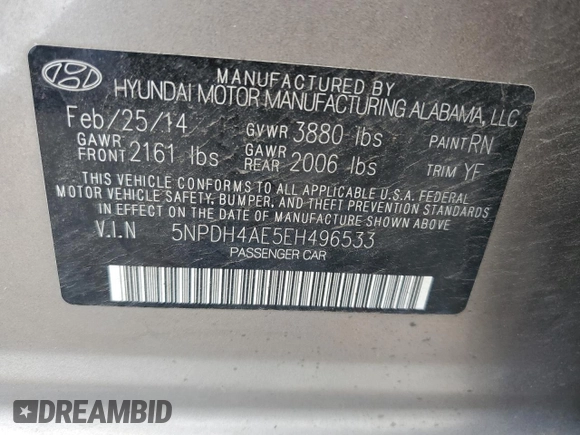 MANUFACTURED BY
HYUNDAI MOTOR MANUFACTURING ALABAMA, LLC
Feb/25/14 GVWR 3880 lbs PAINT RN
GAWR FRONT 2161 lbs GAWR REAR 2006 lbs TRIM YF
THIS VEHICLE CONFORMS TO ALL APPLICABLE U.S.A. FEDERAL
MOTOR VEHICLE SAFETY, BUMPER, AND THEFT PREVENTION STANDARDS
IN EFFECT ON THE DATE OF MANUFACTURE SHOWN ABOVE
V.I.N 5NPDH4AE5EH496533
PASSENGER CAR
DREAMBID